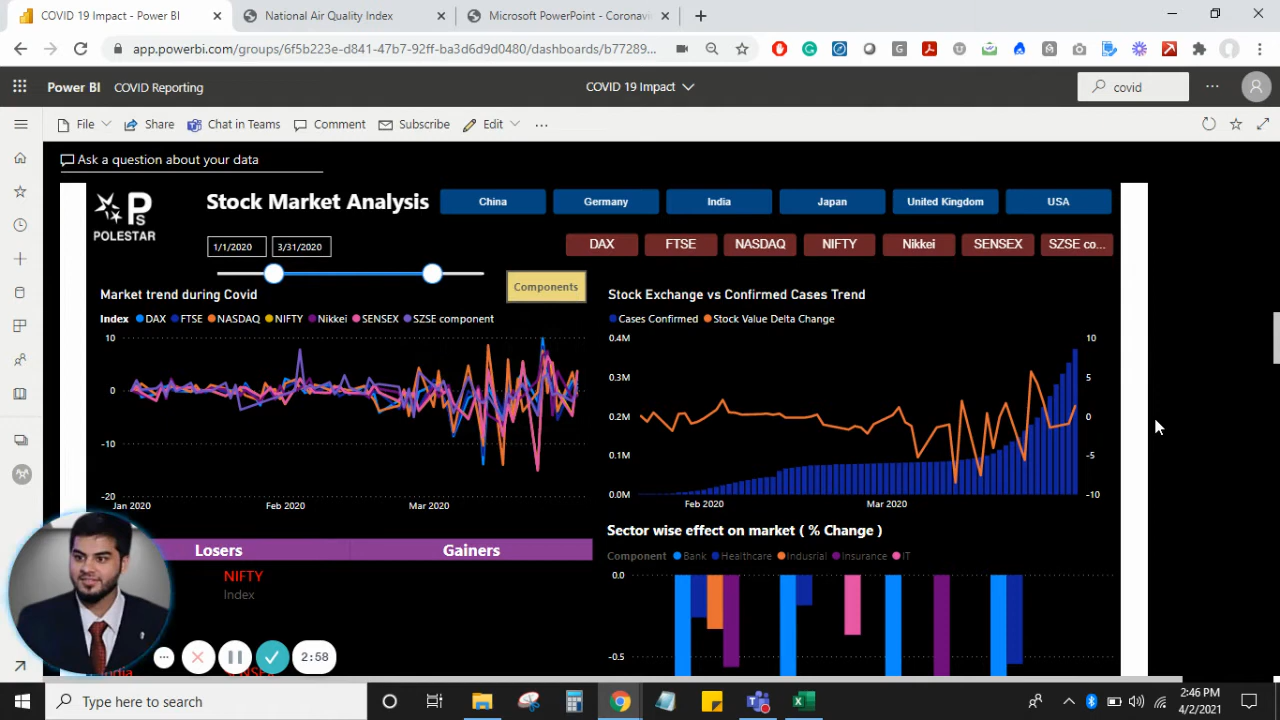 COVID 19 Impact - Power BI
National Air Quality Index
Microsoft PowerPoint - Coronavi
app.powerbi.com/groups/6f5b223e-d841-47b7-92ff-ba3d6d9d0480/dashboards/b77289...
Power BI COVID Reporting
COVID 19 Impact
covid
File Share Chat in Teams Comment Subscribe Edit ...
Ask a question about your data
PS
POLESTAR
Stock Market Analysis
China Germany India Japan United Kingdom USA
DAX FTSE NASDAQ NIFTY Nikkei SENSEX SZSE co...
1/1/2020 3/31/2020
Components
Market trend during Covid
Index DAX FTSE NASDAQ NIFTY Nikkei SENSEX SZSE component
10
0
-10
-20
Jan 2020 Feb 2020 Mar 2020
Stock Exchange vs Confirmed Cases Trend
Cases Confirmed Stock Value Delta Change
0.4M 10
0.3M 5
0.2M 0
0.1M -5
0.0M -10
Feb 2020 Mar 2020
Losers Gainers
NIFTY
Index
India SENSEX
Sector wise effect on market ( % Change )
Component Bank Healthcare Indusrial Insurance IT
0.0
-0.5
2:58
Type here to search
2:46 PM
4/2/2021